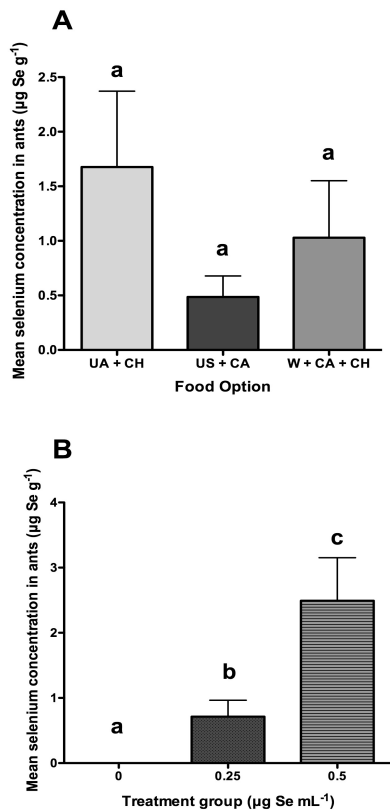 A
Mean selenium concentration in ants (µg Se g⁻¹)
2.5
2.0
1.5
1.0
0.5
0.0
a
a
a
UA + CH
US + CA
W + CA + CH
Food Option
B
Mean selenium concentration in ants (µg Se g⁻¹)
4
3
2
1
0
a
b
c
0
0.25
0.5
Treatment group (µg Se mL⁻¹)